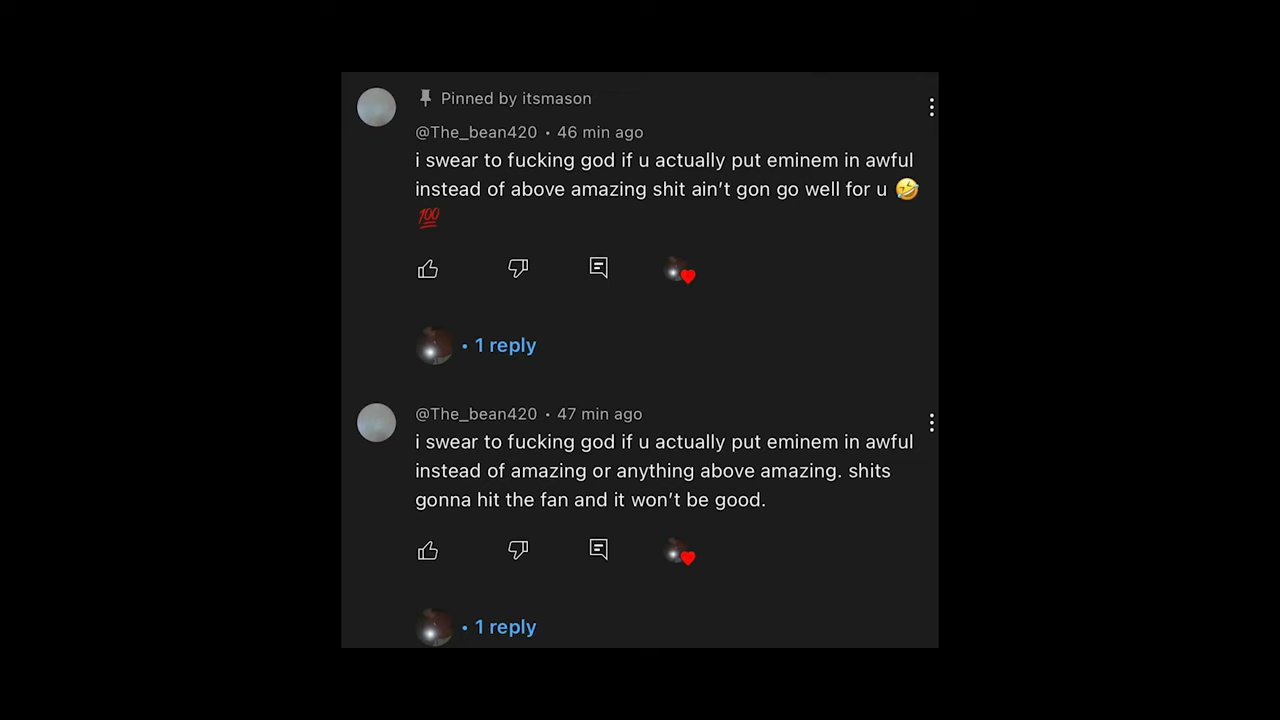 Pinned by itsmason
@The_bean420 • 46 min ago
i swear to fucking god if u actually put eminem in awful
instead of above amazing shit ain’t gon go well for u 🤣
💯
• 1 reply
@The_bean420 • 47 min ago
i swear to fucking god if u actually put eminem in awful
instead of amazing or anything above amazing. shits
gonna hit the fan and it won’t be good.
• 1 reply